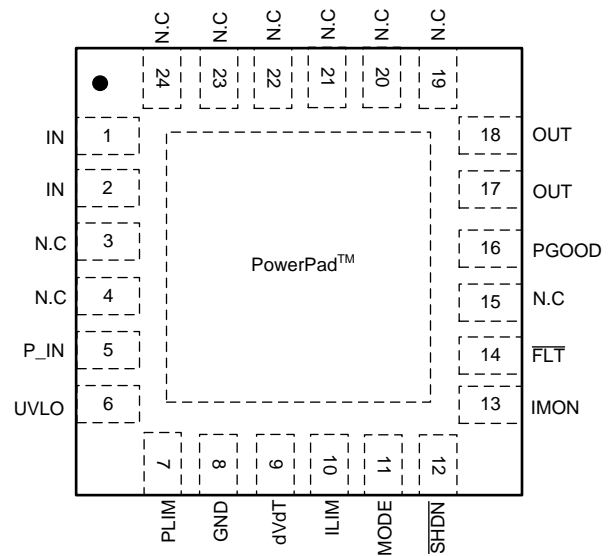 N.C N.C N.C N.C N.C N.C
24 23 22 21 20 19
IN 1
IN 2
N.C 3
N.C 4
P_IN 5
UVLO 6
PowerPad™
18 OUT
17 OUT
16 PGOOD
15 N.C
14 F̅L̅T̅
13 IMON
7 8 9 10 11 12
PLIM GND dVdT ILIM MODE S̅H̅D̅N̅